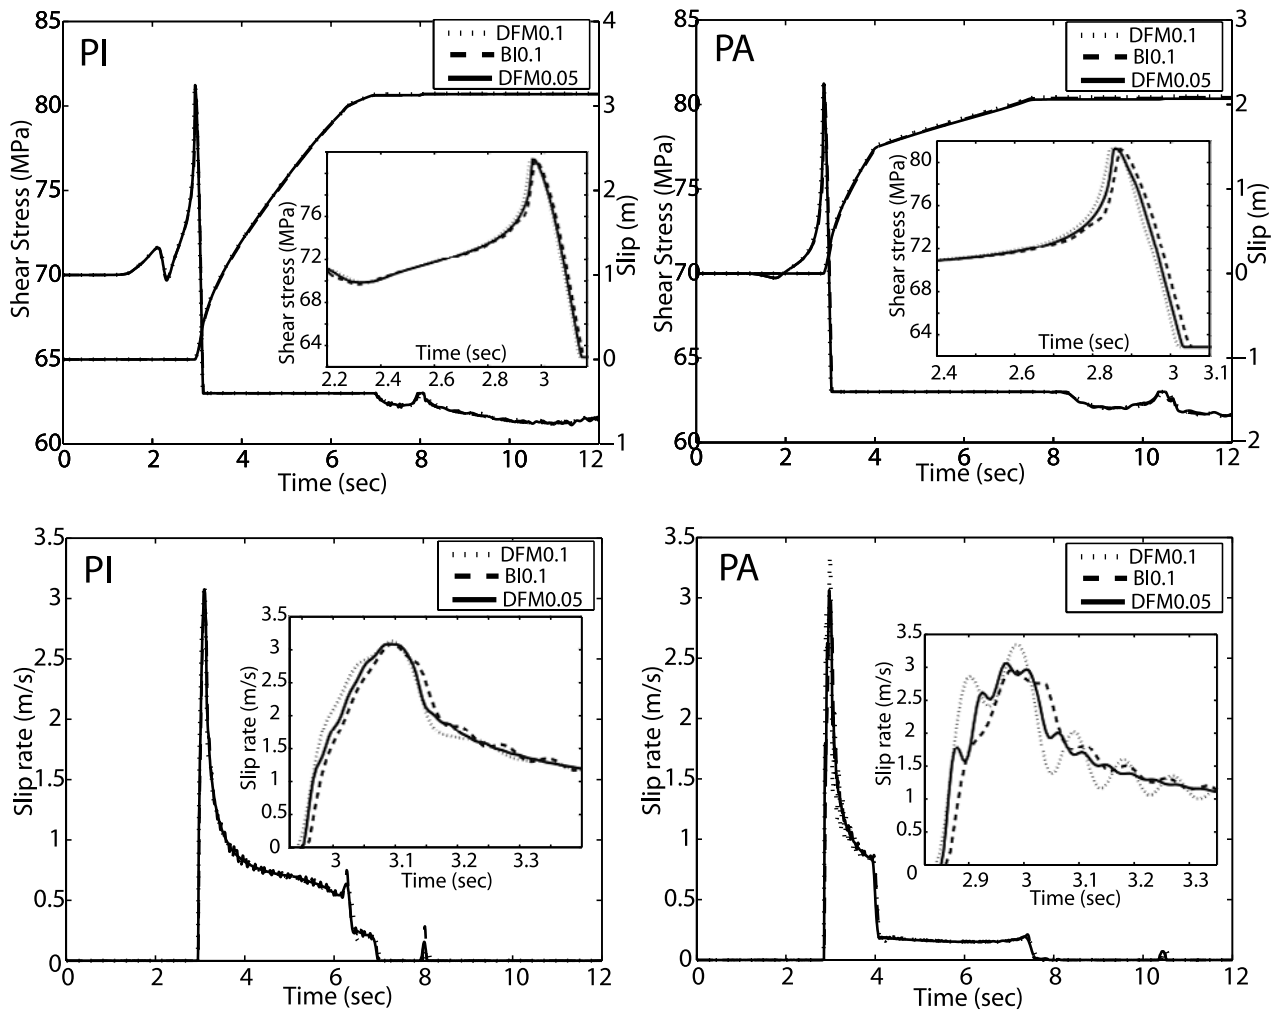 PI
DFM0.1
BI0.1
DFM0.05
85
80
75
70
65
60
Shear Stress (MPa)
4
3
2
1
0
−1
Slip (m)
0 2 4 6 8 10 12
Time (sec)
76
72
68
64
Shear stress (MPa)
2.2 2.4 2.6 2.8 3
Time (sec)
PA
DFM0.1
BI0.1
DFM0.05
85
80
75
70
65
60
Shear Stress (MPa)
3
2
1
0
−1
−2
Slip (m)
0 2 4 6 8 10 12
Time (sec)
80
76
72
68
64
Shear stress (MPa)
2.4 2.6 2.8 3 3.1
Time (sec)
PI
DFM0.1
BI0.1
DFM0.05
3.5
3
2.5
2
1.5
1
0.5
0
Slip rate (m/s)
0 2 4 6 8 10 12
Time (sec)
3.5
3
2.5
2
1.5
1
0.5
0
Slip rate (m/s)
3 3.1 3.2 3.3
Time (sec)
PA
DFM0.1
BI0.1
DFM0.05
3.5
3
2.5
2
1.5
1
0.5
0
Slip rate (m/s)
0 2 4 6 8 10 12
Time (sec)
3.5
3
2.5
2
1.5
1
0.5
0
Slip rate (m/s)
2.9 3 3.1 3.2 3.3
Time (sec)